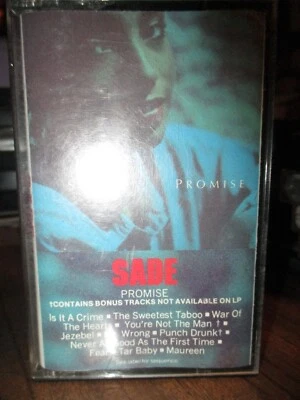 PROMISE
SADE
PROMISE
†CONTAINS BONUS TRACKS NOT AVAILABLE ON LP
Is It A Crime ▪ The Sweetest Taboo ▪ War Of
The Hearts ▪ You're Not The Man † ▪
Jezebel ▪ Wrong ▪ Punch Drunk† ▪
Never As Good As The First Time ▪
Fear ▪ Tar Baby ▪ Maureen